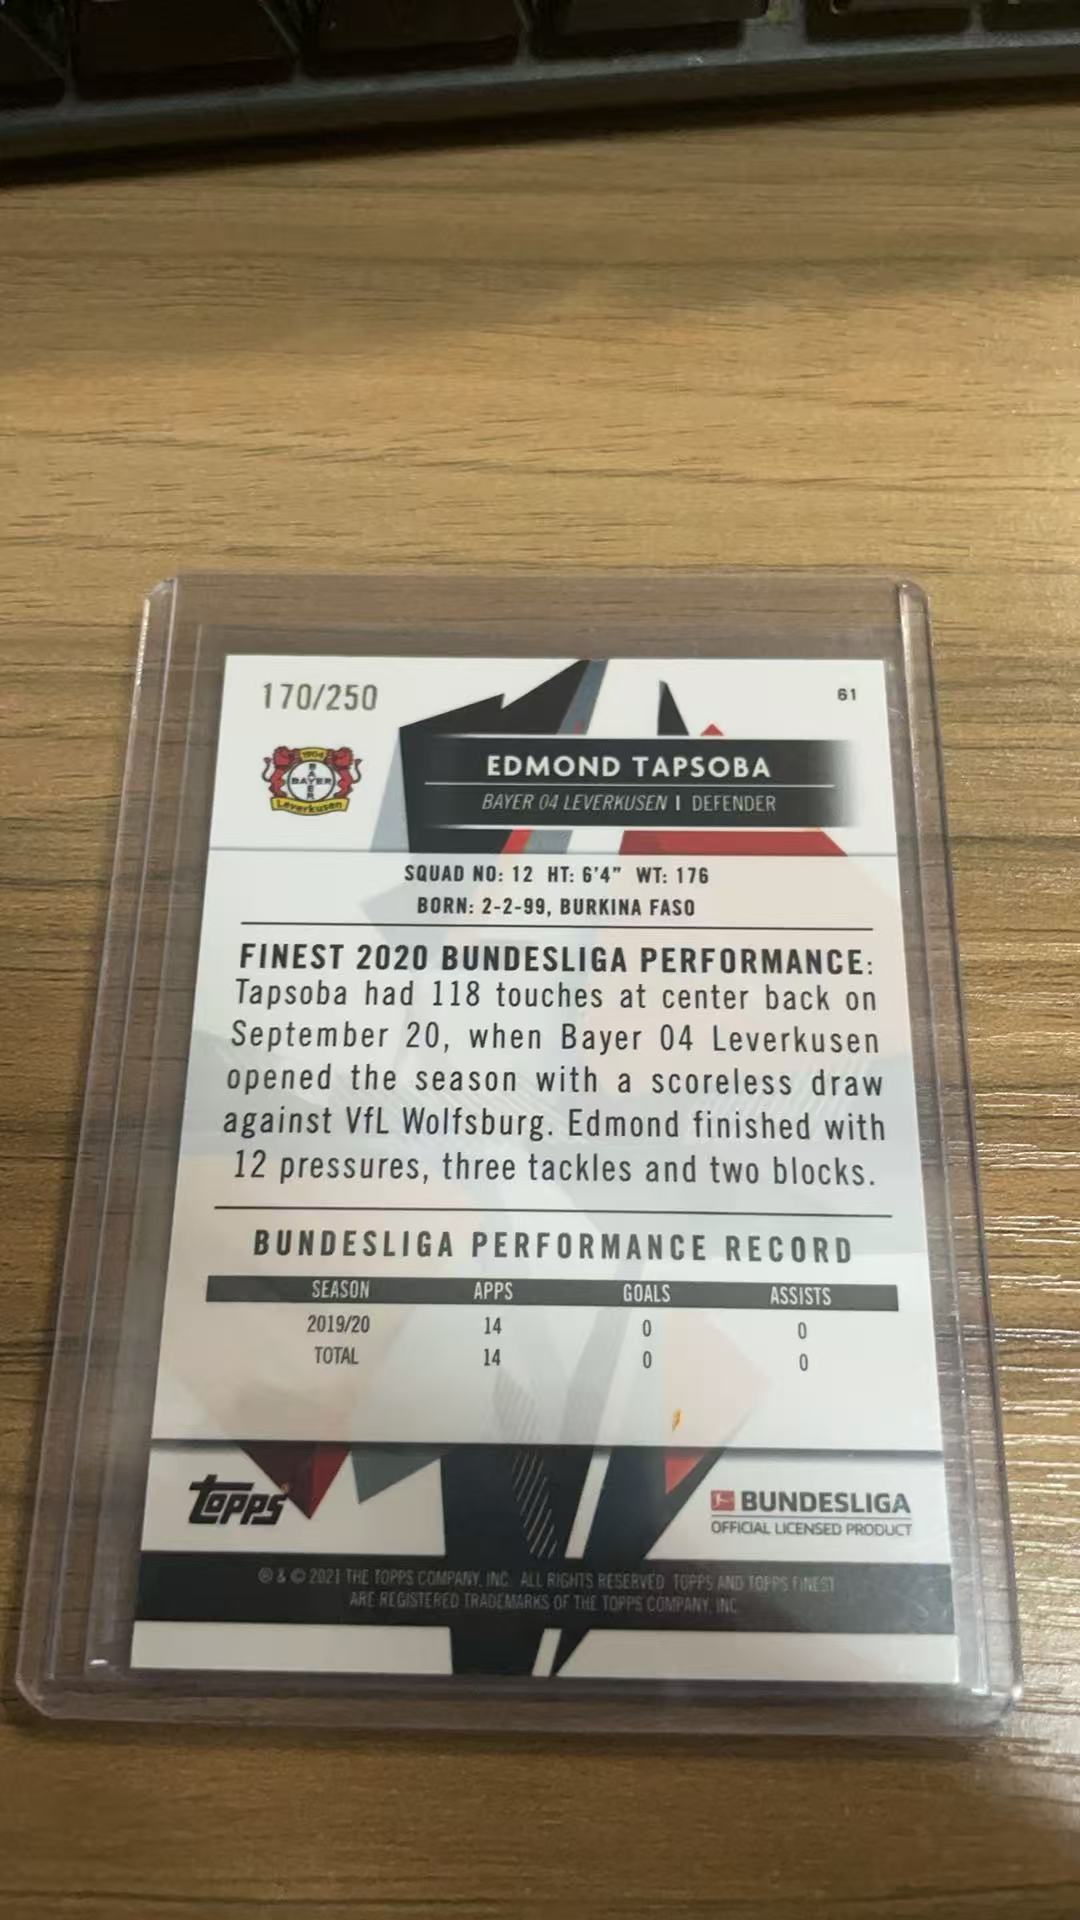 170/250
61
1904
BAYER
BAYER
Leverkusen
EDMOND TAPSOBA
BAYER 04 LEVERKUSEN | DEFENDER
SQUAD NO: 12 HT: 6'4" WT: 176
BORN: 2-2-99, BURKINA FASO
FINEST 2020 BUNDESLIGA PERFORMANCE:
Tapsoba had 118 touches at center back on
September 20, when Bayer 04 Leverkusen
opened the season with a scoreless draw
against VfL Wolfsburg. Edmond finished with
12 pressures, three tackles and two blocks.
BUNDESLIGA PERFORMANCE RECORD
SEASON APPS GOALS ASSISTS
2019/20 14 0 0
TOTAL 14 0 0
topps
BUNDESLIGA
OFFICIAL LICENSED PRODUCT
® & © 2021 THE TOPPS COMPANY, INC. ALL RIGHTS RESERVED. TOPPS AND TOPPS FINEST
ARE REGISTERED TRADEMARKS OF THE TOPPS COMPANY, INC.